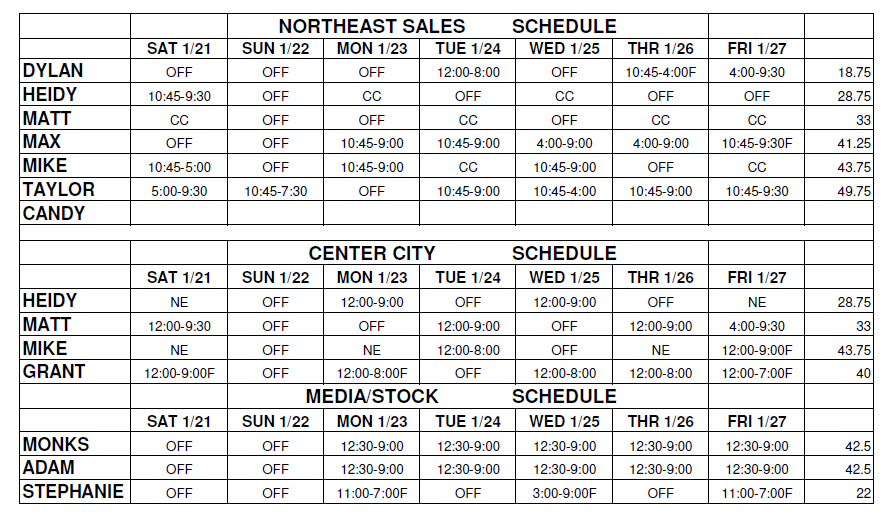 NORTHEAST SALES SCHEDULE
SAT 1/21 SUN 1/22 MON 1/23 TUE 1/24 WED 1/25 THR 1/26 FRI 1/27
DYLAN OFF OFF OFF 12:00-8:00 OFF 10:45-4:00F 4:00-9:30 18.75
HEIDY 10:45-9:30 OFF CC OFF CC OFF OFF 28.75
MATT CC OFF OFF CC OFF CC CC 33
MAX OFF OFF 10:45-9:00 10:45-9:00 4:00-9:00 4:00-9:00 10:45-9:30F 41.25
MIKE 10:45-5:00 OFF 10:45-9:00 CC 10:45-9:00 OFF CC 43.75
TAYLOR 5:00-9:30 10:45-7:30 OFF 10:45-9:00 10:45-4:00 10:45-9:00 10:45-9:30 49.75
CANDY
CENTER CITY SCHEDULE
SAT 1/21 SUN 1/22 MON 1/23 TUE 1/24 WED 1/25 THR 1/26 FRI 1/27
HEIDY NE OFF 12:00-9:00 OFF 12:00-9:00 OFF NE 28.75
MATT 12:00-9:30 OFF OFF 12:00-9:00 OFF 12:00-9:00 4:00-9:30 33
MIKE NE OFF NE 12:00-8:00 OFF NE 12:00-9:00F 43.75
GRANT 12:00-9:00F OFF 12:00-8:00F OFF 12:00-8:00 12:00-8:00 12:00-7:00F 40
MEDIA/STOCK SCHEDULE
SAT 1/21 SUN 1/22 MON 1/23 TUE 1/24 WED 1/25 THR 1/26 FRI 1/27
MONKS OFF OFF 12:30-9:00 12:30-9:00 12:30-9:00 12:30-9:00 12:30-9:00 42.5
ADAM OFF OFF 12:30-9:00 12:30-9:00 12:30-9:00 12:30-9:00 12:30-9:00 42.5
STEPHANIE OFF OFF 11:00-7:00F OFF 3:00-9:00F OFF 11:00-7:00F 22